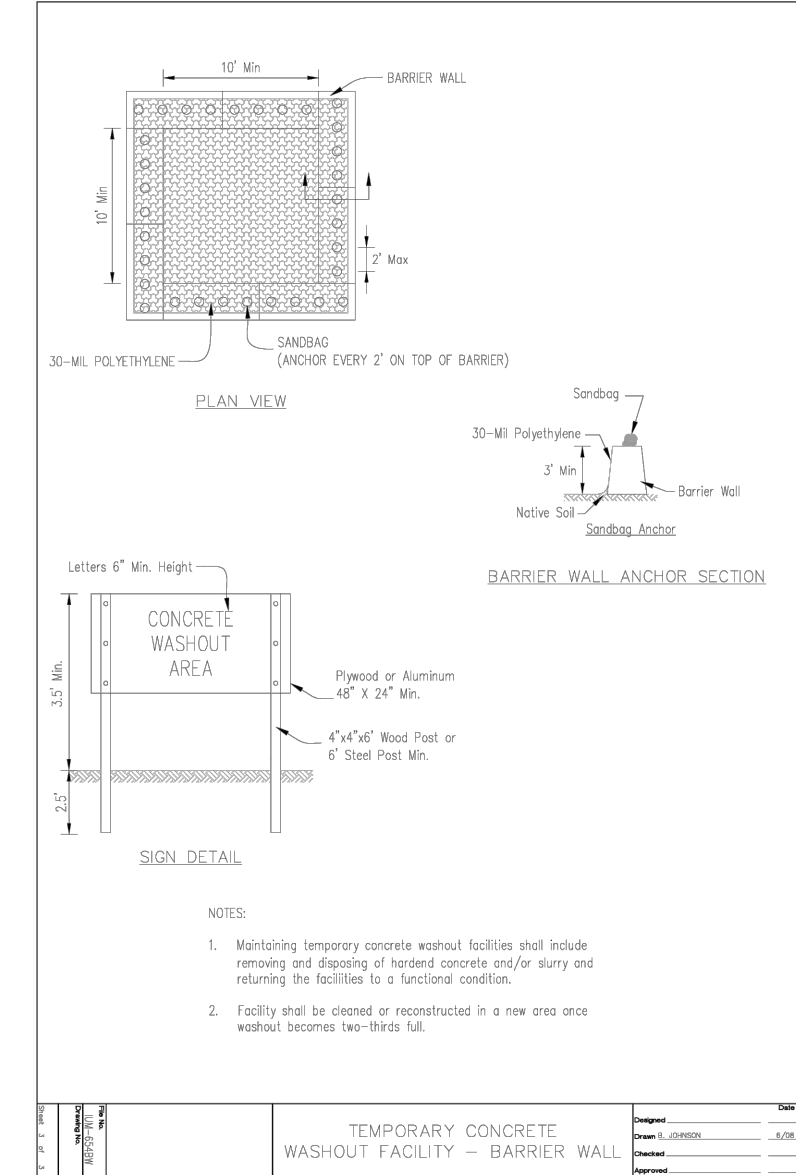 10' Min
BARRIER WALL
10' Min
2' Max
SANDBAG
(ANCHOR EVERY 2' ON TOP OF BARRIER)
30-MIL POLYETHYLENE
PLAN VIEW
Sandbag
30-Mil Polyethylene
3' Min
Barrier Wall
Native Soil
Sandbag Anchor
BARRIER WALL ANCHOR SECTION
Letters 6" Min. Height
CONCRETE
WASHOUT
AREA
3.5' Min.
Plywood or Aluminum
48" X 24" Min.
4"x4"x6' Wood Post or
6' Steel Post Min.
2.5'
SIGN DETAIL
NOTES:
1. Maintaining temporary concrete washout facilities shall include
removing and disposing of hardend concrete and/or slurry and
returning the faciliities to a functional condition.
2. Facility shall be cleaned or reconstructed in a new area once
washout becomes two-thirds full.
File No.
IUM-654BW
Drawing No.
Sheet 3 of 3
TEMPORARY CONCRETE
WASHOUT FACILITY - BARRIER WALL
Date
Designed
Drawn B. JOHNSON 6/08
Checked
Approved